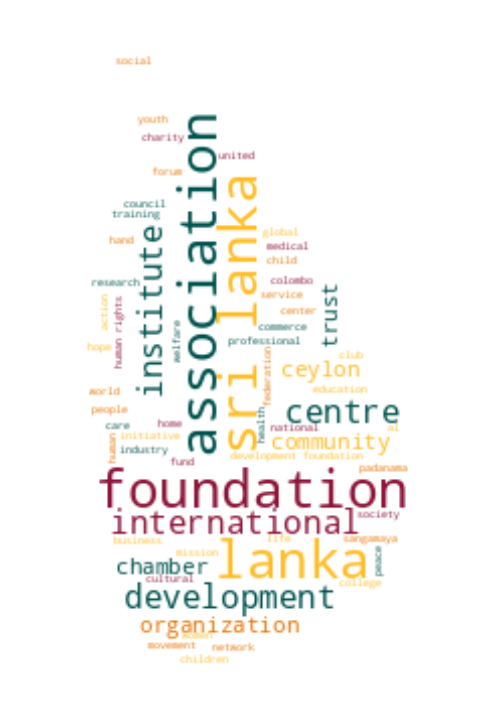 social
youth
charity
united
forum
association
sri lanka
council
training
institute
global
hand
medical
child
research
colombo
service
trust
action
human rights
center
welfare
commerce
professional
hope
club
federation
ceylon
world
education
people
centre
health
care
home
national
al
human
initiative
community
industry
development foundation
fund
padanama
foundation
international
society
business
life
sangamaya
mission
lanka
peace
chamber
cultural
college
development
organization
women
movement
network
children